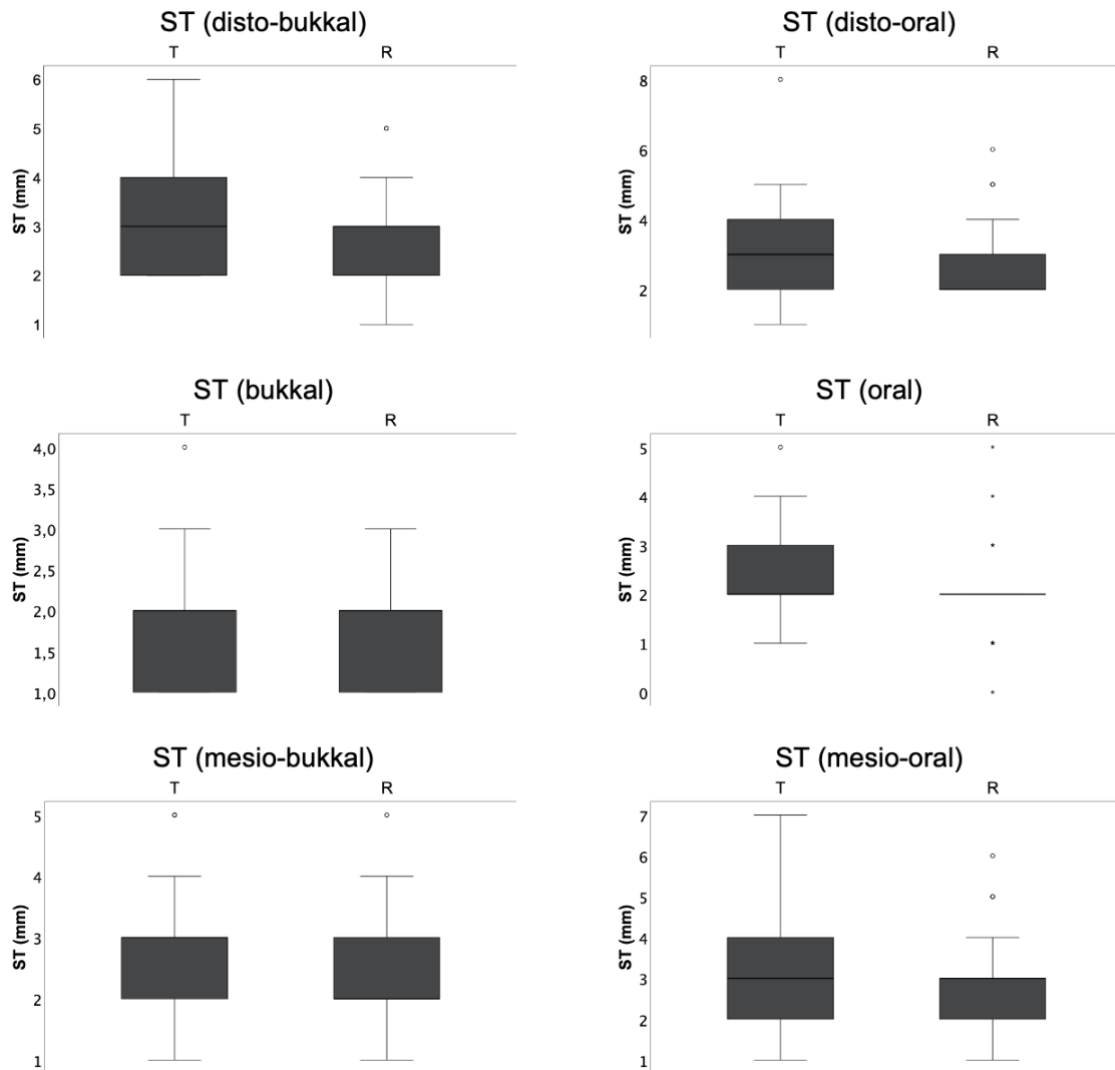 ST (disto-bukkal)
T R
6
5
4
3
2
1
ST (mm)
ST (disto-oral)
T R
8
6
4
2
ST (mm)
ST (bukkal)
T R
4,0
3,5
3,0
2,5
2,0
1,5
1,0
ST (mm)
ST (oral)
T R
5
4
3
2
1
0
ST (mm)
ST (mesio-bukkal)
T R
5
4
3
2
1
ST (mm)
ST (mesio-oral)
T R
7
6
5
4
3
2
1
ST (mm)